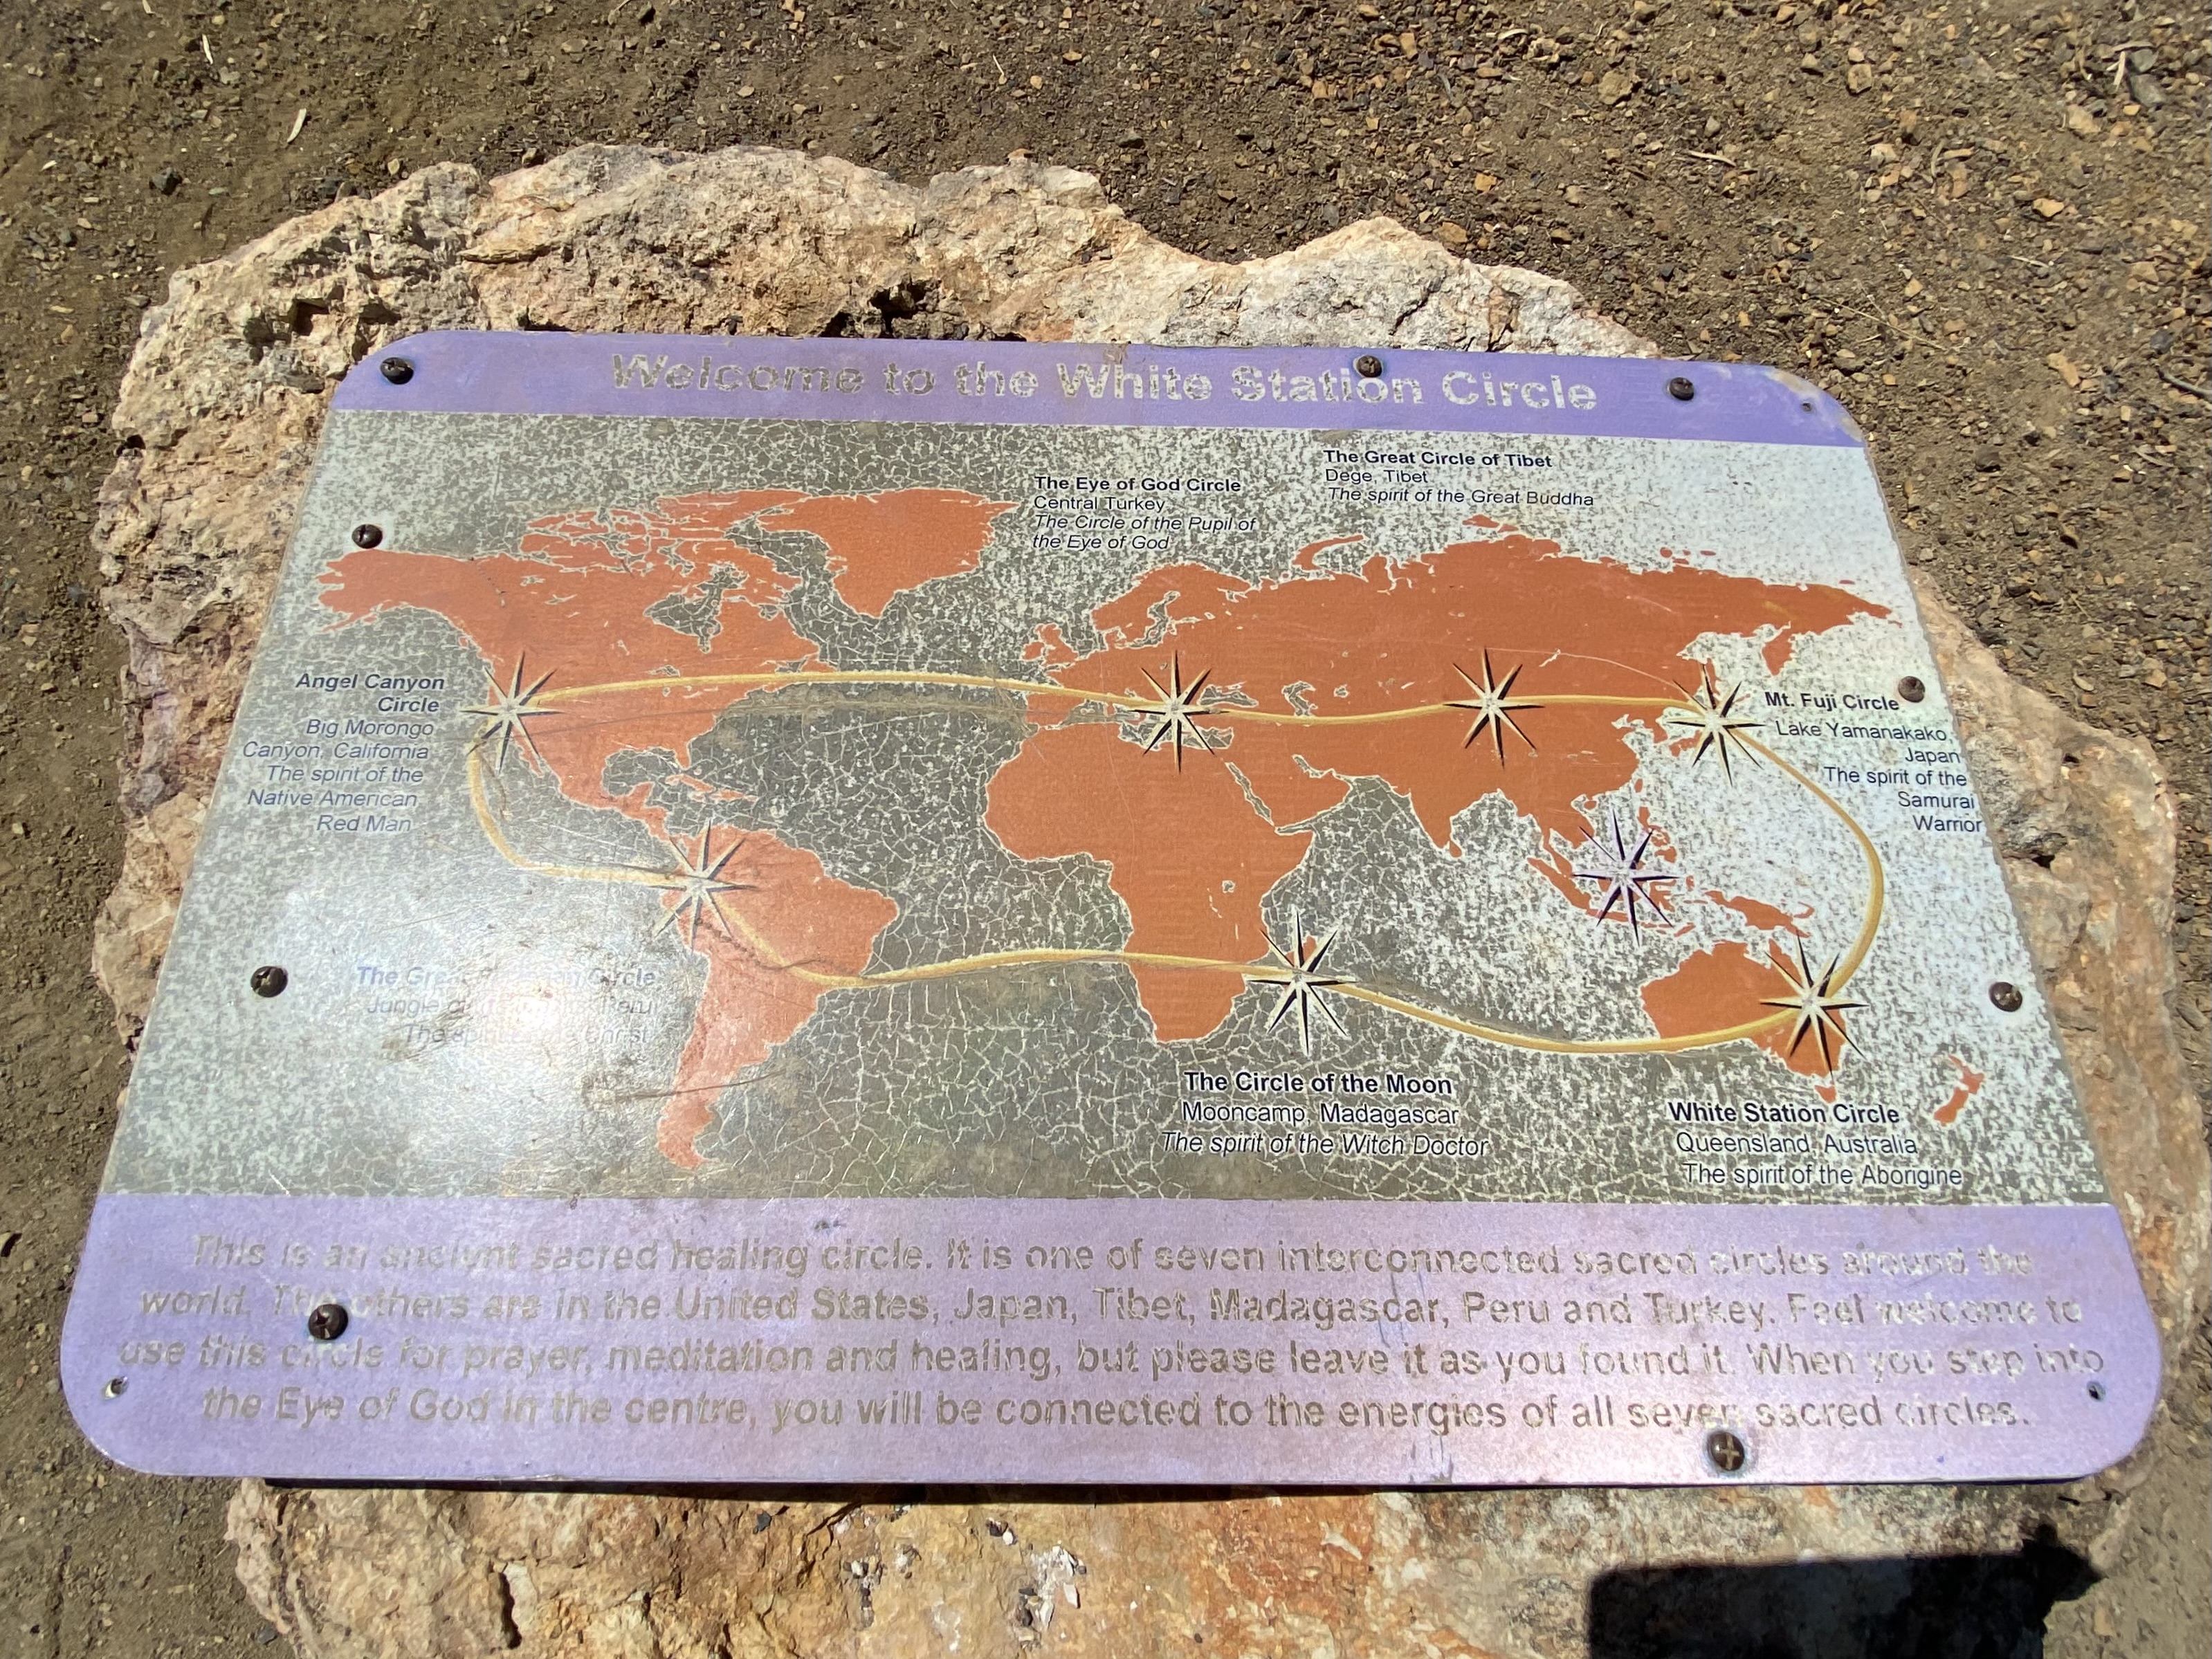 Welcome to the White Station Circle
The Great Circle of Tibet
Dege, Tibet
The spirit of the Great Buddha
The Eye of God Circle
Central Turkey
The Circle of the Pupil of
the Eye of God
Angel Canyon
Circle
Big Morongo
Canyon, California
The spirit of the
Native American
Red Man
Mt. Fuji Circle
Lake Yamanakako,
Japan
The spirit of the
Samurai
Warrior
The Circle
Jungle Peru
The
The Circle of the Moon
Mooncamp, Madagascar
The spirit of the Witch Doctor
White Station Circle
Queensland, Australia
The spirit of the Aborigine
This is an ancient sacred healing circle. It is one of seven interconnected sacred circles around the
world. The others are in the United States, Japan, Tibet, Madagascar, Peru and Turkey. Feel welcome to
use this circle for prayer, meditation and healing, but please leave it as you found it. When you step into
the Eye of God in the centre, you will be connected to the energies of all seven sacred circles.